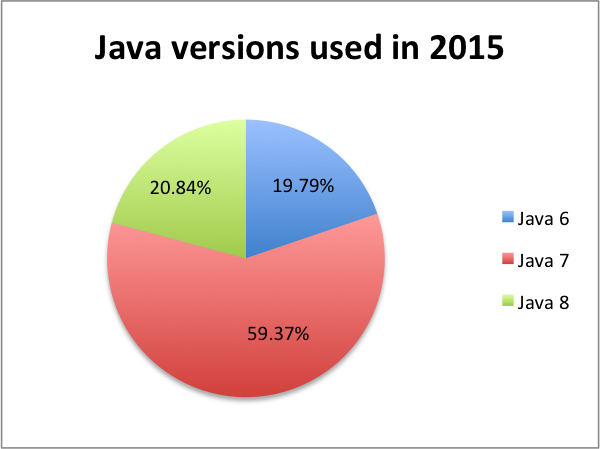 Java versions used in 2015
20.84%
19.79%
59.37%
Java 6
Java 7
Java 8